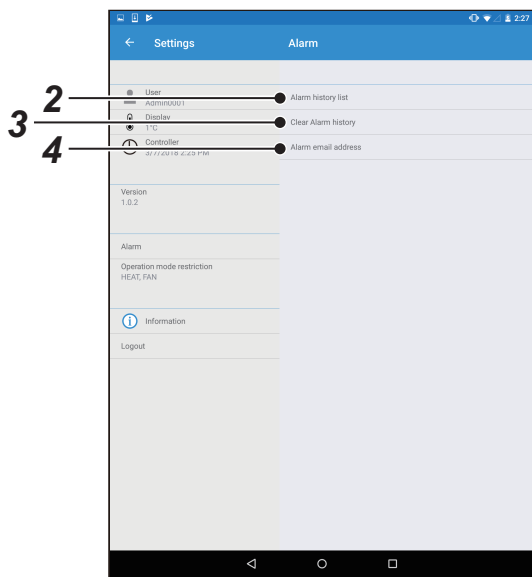 2:27
Settings
Alarm
User
Admin0001
Display
1°C
Controller
3/7/2018 2:25 PM
Version
1.0.2
Alarm
Operation mode restriction
HEAT, FAN
Information
Logout
Alarm history list
Clear Alarm history
Alarm email address
2
3
4